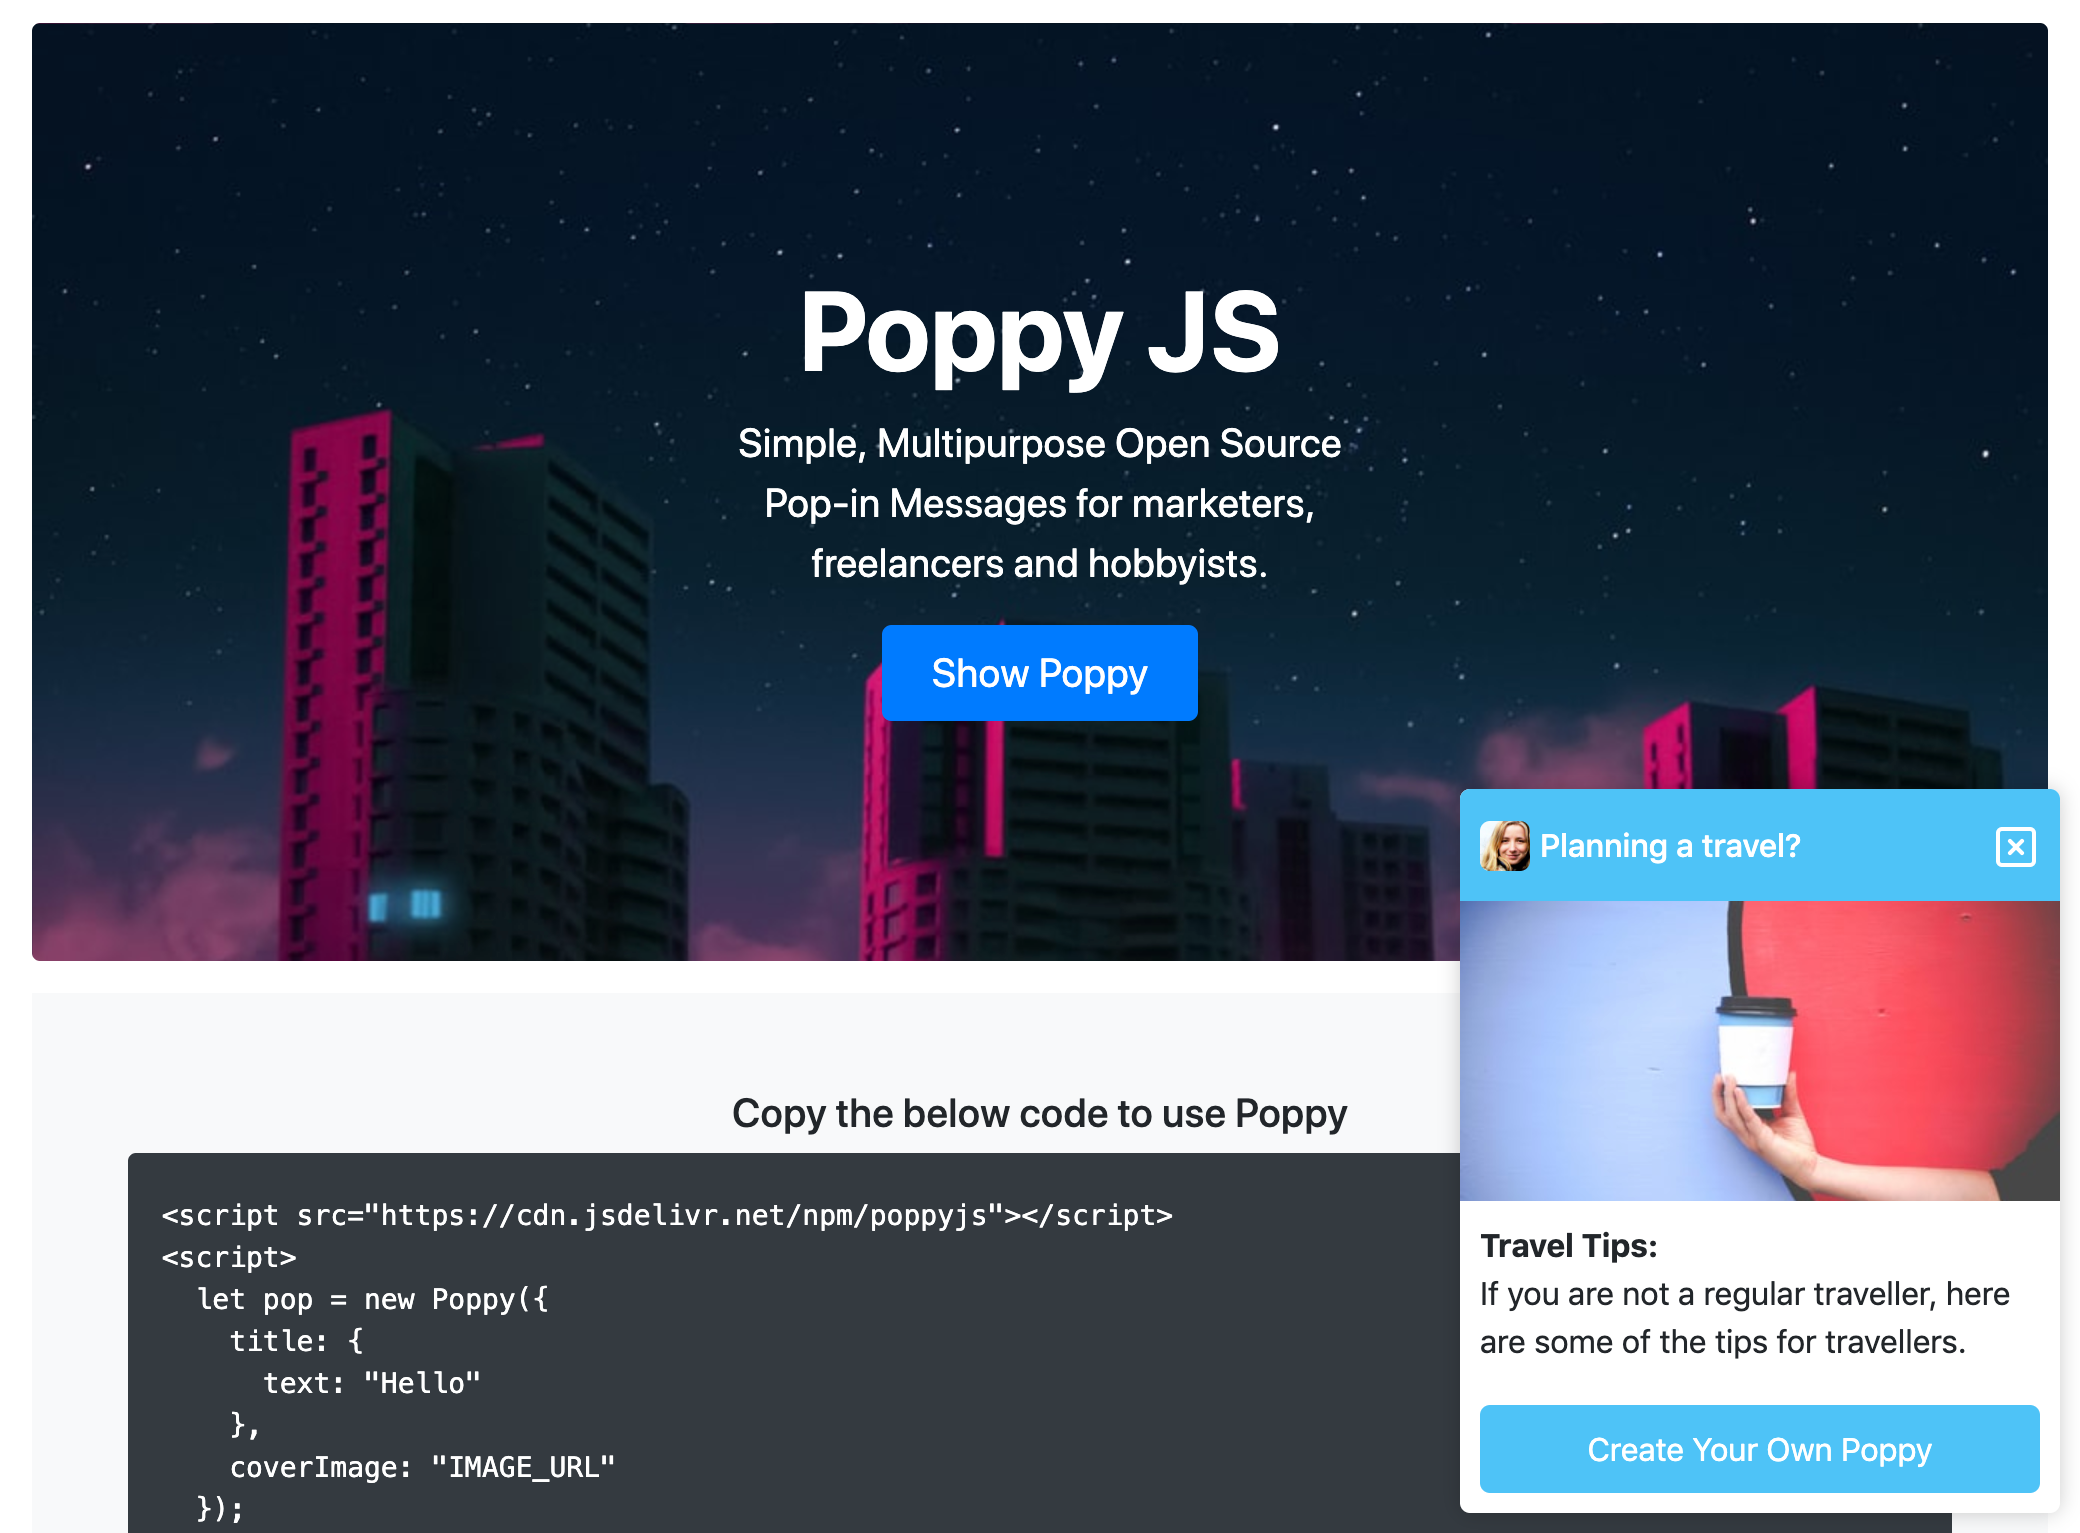 Poppy JS
Simple, Multipurpose Open Source
Pop-in Messages for marketers,
freelancers and hobbyists.
Show Poppy
Copy the below code to use Poppy
<script src="https://cdn.jsdelivr.net/npm/poppyjs"></script>
<script>
  let pop = new Poppy({
    title: {
      text: "Hello"
    },
    coverImage: "IMAGE_URL"
  });
Planning a travel?
Travel Tips:
If you are not a regular traveller, here
are some of the tips for travellers.
Create Your Own Poppy